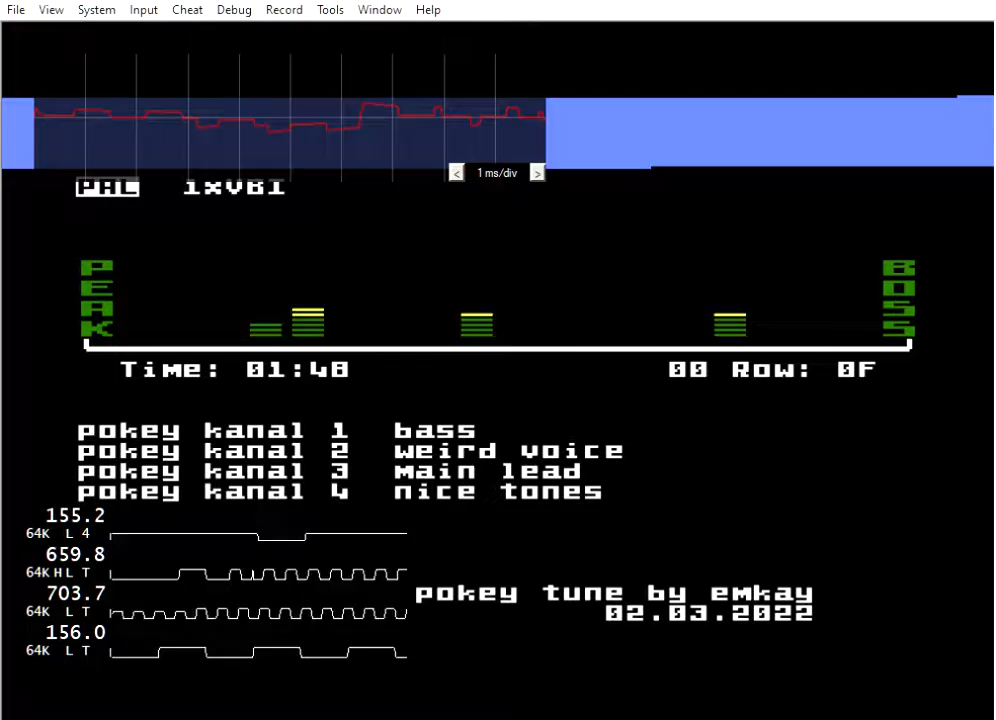 File View System Input Cheat Debug Record Tools Window Help
< 1 ms/div >
PAL 1xVBI
PEAK
BOSS
Time: 01:48 00 Row: 0F
pokey kanal 1 bass
pokey kanal 2 weird voice
pokey kanal 3 main lead
pokey kanal 4 nice tones
155.2
64K L 4
659.8
64K H L T
703.7
64K L T
156.0
64K L T
pokey tune by emkay
02.03.2022